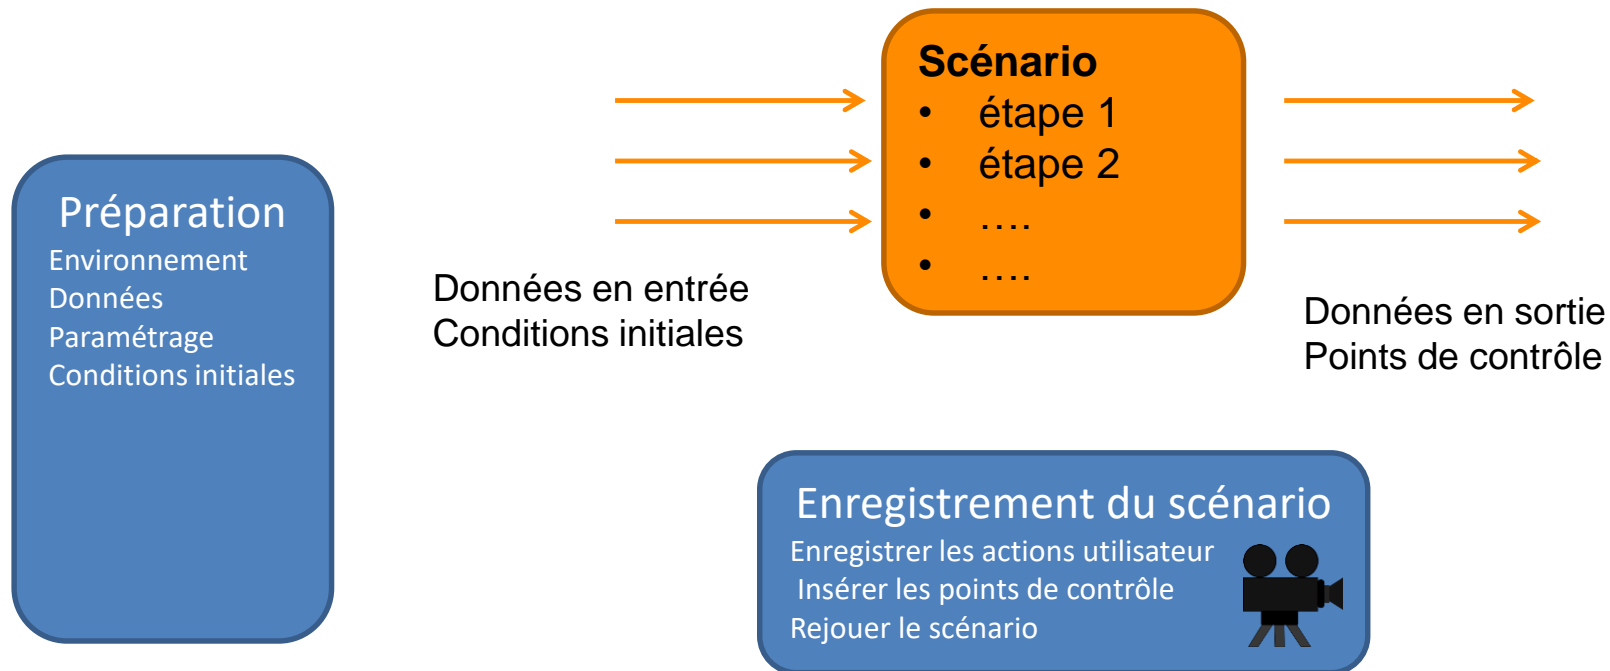 Préparation
Environnement
Données
Paramétrage
Conditions initiales
Données en entrée
Conditions initiales
Scénario
• étape 1
• étape 2
• ....
• ....
Données en sortie
Points de contrôle
Enregistrement du scénario
Enregistrer les actions utilisateur
Insérer les points de contrôle
Rejouer le scénario